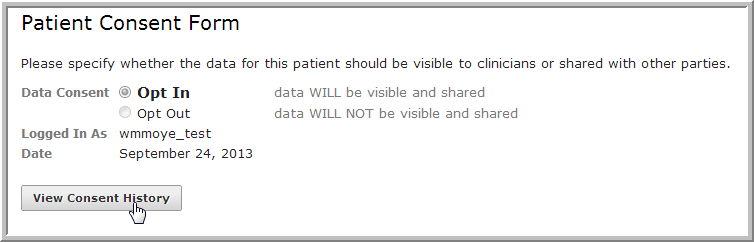 Patient Consent Form
Please specify whether the data for this patient should be visible to clinicians or shared with other parties.
Data Consent Opt In data WILL be visible and shared
Opt Out data WILL NOT be visible and shared
Logged In As wmmoye_test
Date September 24, 2013
View Consent History